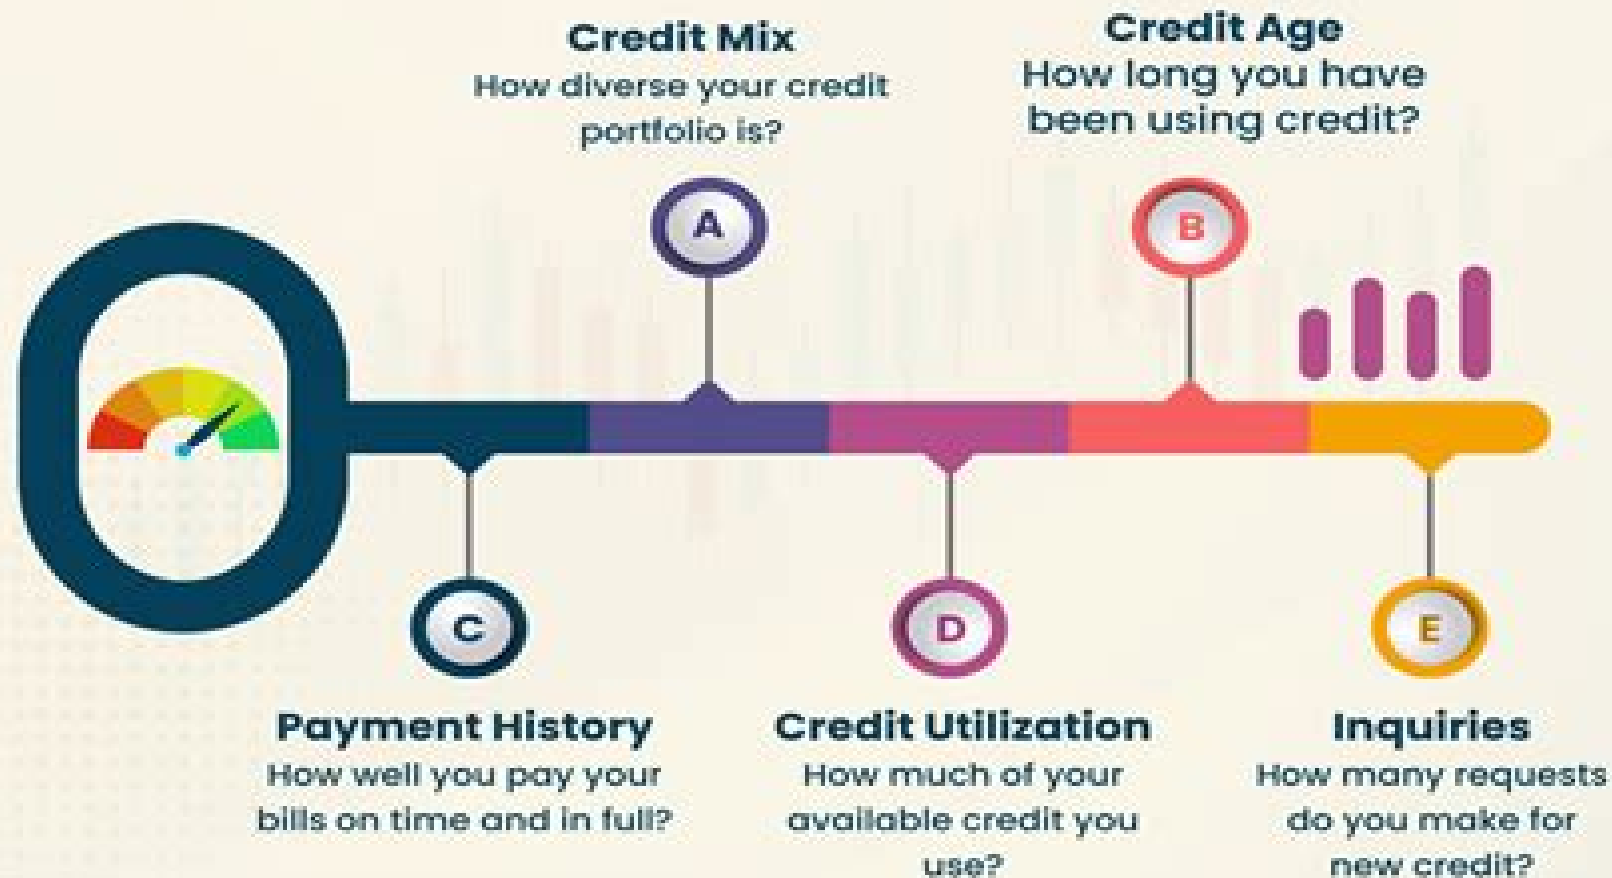 Credit Mix
How diverse your credit
portfolio is?
Credit Age
How long you have
been using credit?
A
B
C
D
E
Payment History
How well you pay your
bills on time and in full?
Credit Utilization
How much of your
available credit you
use?
Inquiries
How many requests
do you make for
new credit?